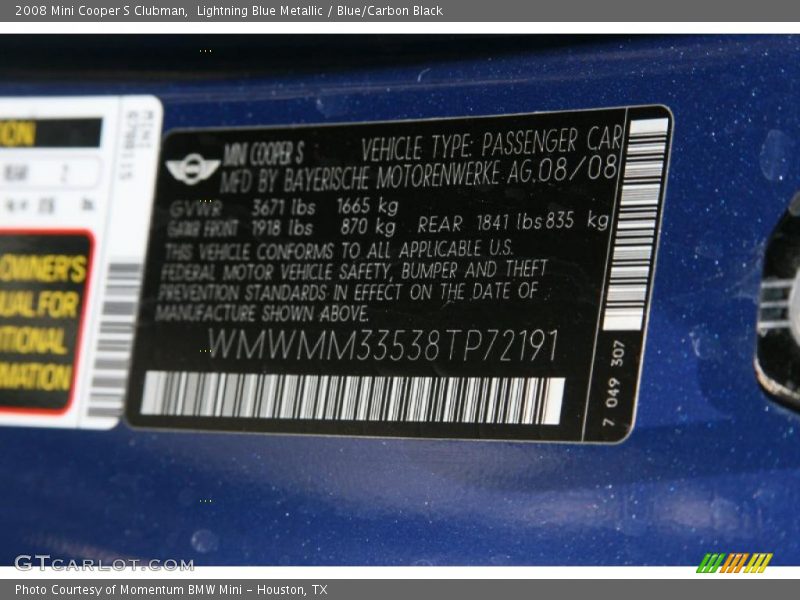 2008 Mini Cooper S Clubman,  Lightning Blue Metallic / Blue/Carbon Black
ION
MINI COOPER S VEHICLE TYPE: PASSENGER CAR
MFD BY BAYERISCHE MOTORENWERKE AG.08/08
GVWR 3671 lbs 1665 kg
GAWR FRONT 1918 lbs 870 kg REAR 1841 lbs 835 kg
THIS VEHICLE CONFORMS TO ALL APPLICABLE U.S.
FEDERAL MOTOR VEHICLE SAFETY, BUMPER AND THEFT
PREVENTION STANDARDS IN EFFECT ON THE DATE OF
MANUFACTURE SHOWN ABOVE.
WMWMM33538TP72191
7 049 307
OWNER'S
UAL FOR
ITIONAL
RMATION
GTCARLOT.COM
Photo Courtesy of Momentum BMW Mini - Houston, TX